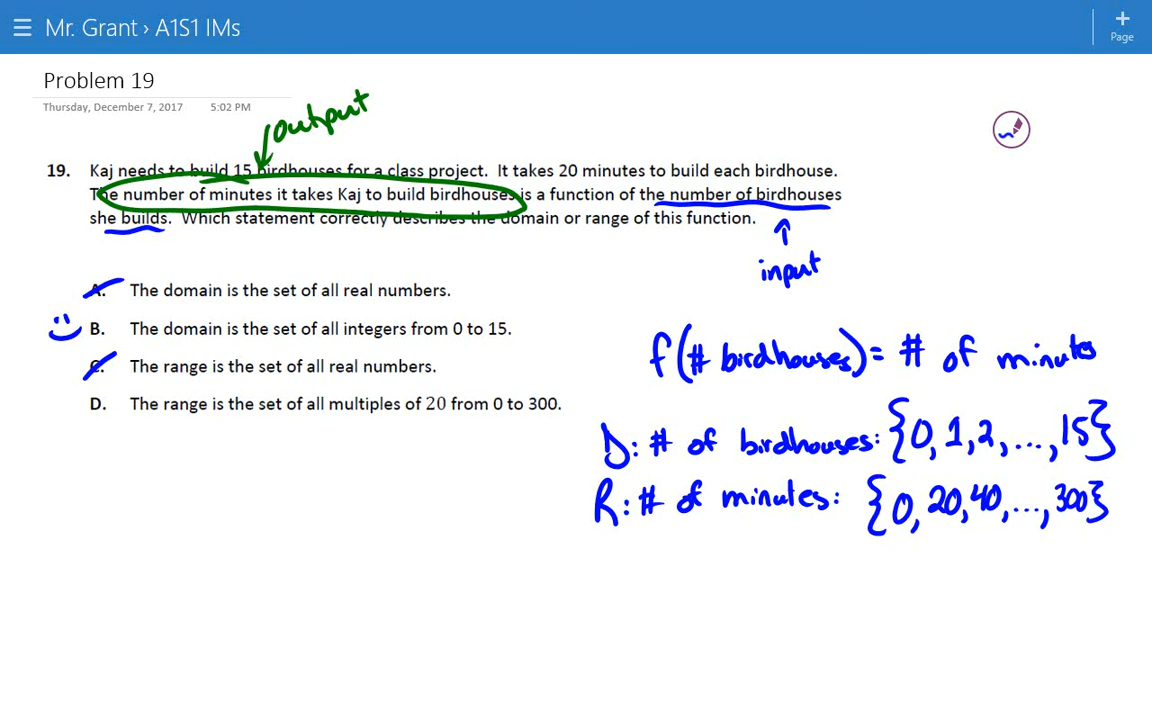 Mr. Grant › A1S1 IMs
Page
Problem 19
Thursday, December 7, 2017 5:02 PM
output
19. Kaj needs to build 15 birdhouses for a class project. It takes 20 minutes to build each birdhouse.
The number of minutes it takes Kaj to build birdhouses is a function of the number of birdhouses
she builds. Which statement correctly describes the domain or range of this function.
input
A. The domain is the set of all real numbers.
B. The domain is the set of all integers from 0 to 15.
C. The range is the set of all real numbers.
D. The range is the set of all multiples of 20 from 0 to 300.
f(# birdhouses) = # of minutes
D: # of birdhouses: {0, 1, 2, ..., 15}
R: # of minutes: {0, 20, 40, ..., 300}